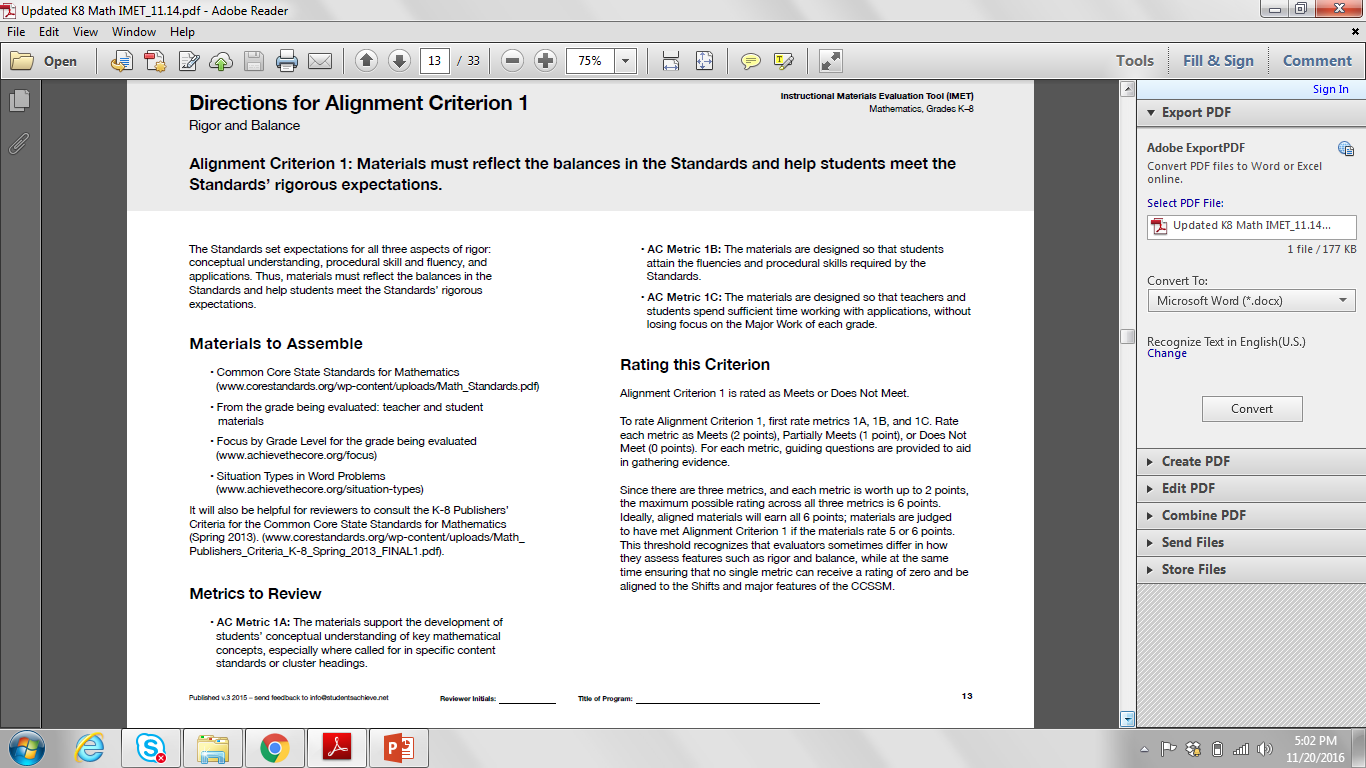 Updated K8 Math IMET_11.14.pdf - Adobe Reader
File Edit View Window Help
Open
13 / 33
75%
Tools
Fill & Sign
Comment
Directions for Alignment Criterion 1
Rigor and Balance
Instructional Materials Evaluation Tool (IMET)
Mathematics, Grades K–8
Alignment Criterion 1: Materials must reflect the balances in the Standards and help students meet the
Standards’ rigorous expectations.
The Standards set expectations for all three aspects of rigor:
conceptual understanding, procedural skill and fluency, and
applications. Thus, materials must reflect the balances in the
Standards and help students meet the Standards’ rigorous
expectations.
Materials to Assemble
• Common Core State Standards for Mathematics
(www.corestandards.org/wp-content/uploads/Math_Standards.pdf)
• From the grade being evaluated: teacher and student
materials
• Focus by Grade Level for the grade being evaluated
(www.achievethecore.org/focus)
• Situation Types in Word Problems
(www.achievethecore.org/situation-types)
It will also be helpful for reviewers to consult the K-8 Publishers’
Criteria for the Common Core State Standards for Mathematics
(Spring 2013). (www.corestandards.org/wp-content/uploads/Math_
Publishers_Criteria_K-8_Spring_2013_FINAL1.pdf).
Metrics to Review
• AC Metric 1A: The materials support the development of
students’ conceptual understanding of key mathematical
concepts, especially where called for in specific content
standards or cluster headings.
• AC Metric 1B: The materials are designed so that students
attain the fluencies and procedural skills required by the
Standards.
• AC Metric 1C: The materials are designed so that teachers and
students spend sufficient time working with applications, without
losing focus on the Major Work of each grade.
Rating this Criterion
Alignment Criterion 1 is rated as Meets or Does Not Meet.
To rate Alignment Criterion 1, first rate metrics 1A, 1B, and 1C. Rate
each metric as Meets (2 points), Partially Meets (1 point), or Does Not
Meet (0 points). For each metric, guiding questions are provided to aid
in gathering evidence.
Since there are three metrics, and each metric is worth up to 2 points,
the maximum possible rating across all three metrics is 6 points.
Ideally, aligned materials will earn all 6 points; materials are judged
to have met Alignment Criterion 1 if the materials rate 5 or 6 points.
This threshold recognizes that evaluators sometimes differ in how
they assess features such as rigor and balance, while at the same
time ensuring that no single metric can receive a rating of zero and be
aligned to the Shifts and major features of the CCSSM.
Published v.3 2015 – send feedback to info@studentsachieve.net
Reviewer Initials:
Title of Program:
13
Sign In
Export PDF
Adobe ExportPDF
Convert PDF files to Word or Excel
online.
Select PDF File:
Updated K8 Math IMET_11.14...
1 file / 177 KB
Convert To:
Microsoft Word (*.docx)
Recognize Text in English(U.S.)
Change
Convert
Create PDF
Edit PDF
Combine PDF
Send Files
Store Files
5:02 PM
11/20/2016